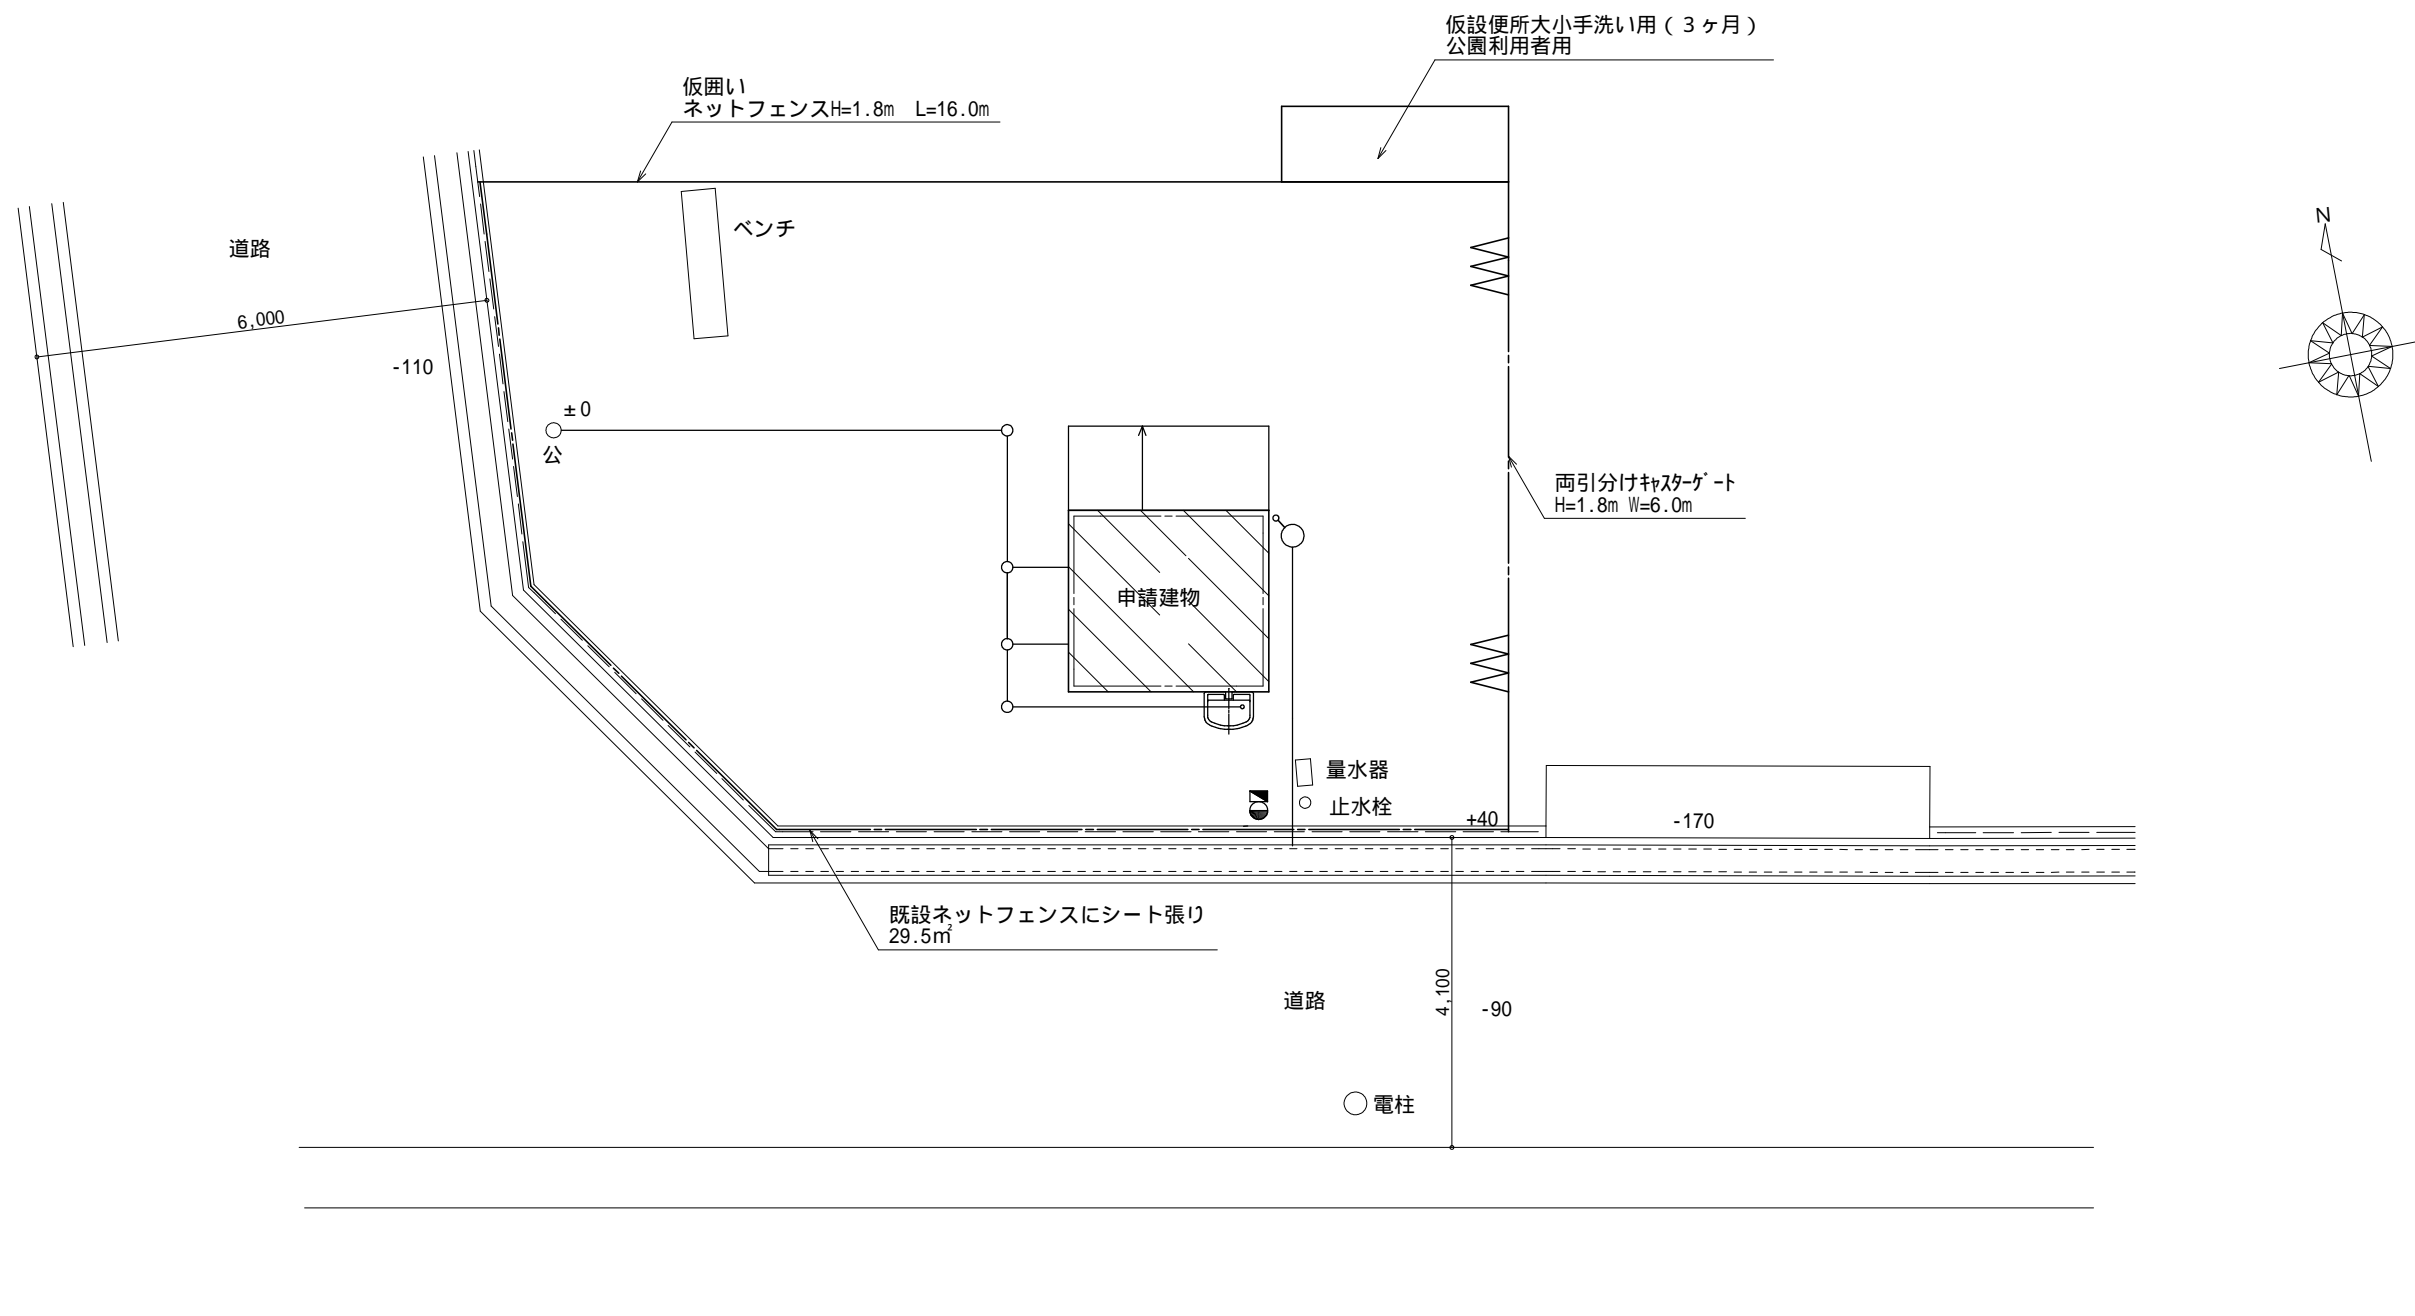 仮設便所大小手洗い用（３ヶ月）
公園利用者用
仮囲い
ネットフェンスH=1.8m　L=16.0m
ベンチ
道路
6,000
-110
N
±0
公
両引分けｷｬｽﾀｰｹﾞｰﾄ
H=1.8m W=6.0m
申請建物
量水器
止水栓
+40
-170
既設ネットフェンスにシート張り
29.5㎡
道路
4,100
-90
電柱